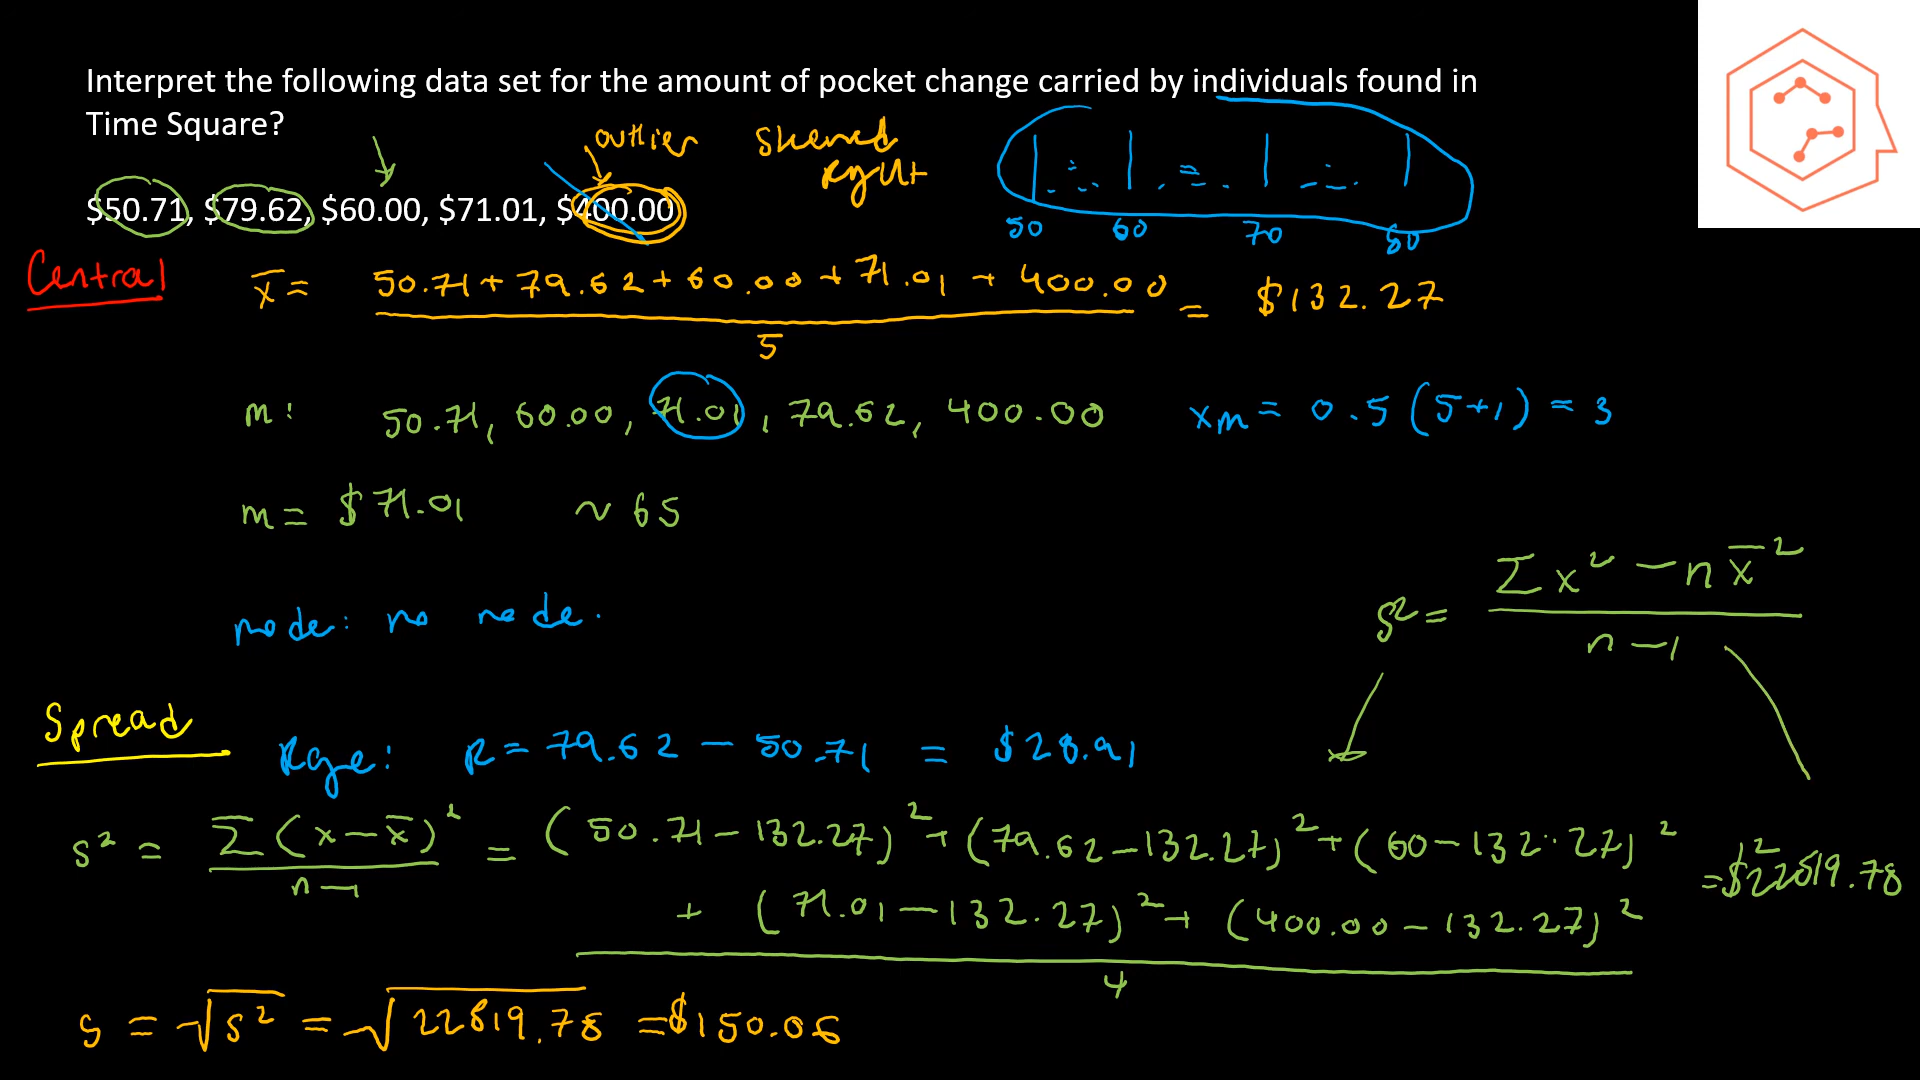 Interpret the following data set for the amount of pocket change carried by individuals found in
Time Square?
outlier
skewed
right
$50.71, $79.62, $60.00, $71.01, $400.00
50 60 70 80
Central
x̄ = 50.71 + 79.62 + 60.00 + 71.01 + 400.00 / 5 = $132.27
m: 50.71, 60.00, 71.01, 79.62, 400.00 xm = 0.5 (5+1) = 3
m = $71.01 ~ 65
mode: no mode.
s² = Σx² − nx̄² / n−1
Spread
Rge: R = 79.62 − 50.71 = $28.91
s² = Σ(x − x̄)² / n−1 = (50.71 − 132.27)² + (79.62 − 132.27)² + (60 − 132.27)²
+ (71.01 − 132.27)² + (400.00 − 132.27)² / 4 = $²22819.78
s = √s² = √22819.78 = $150.06